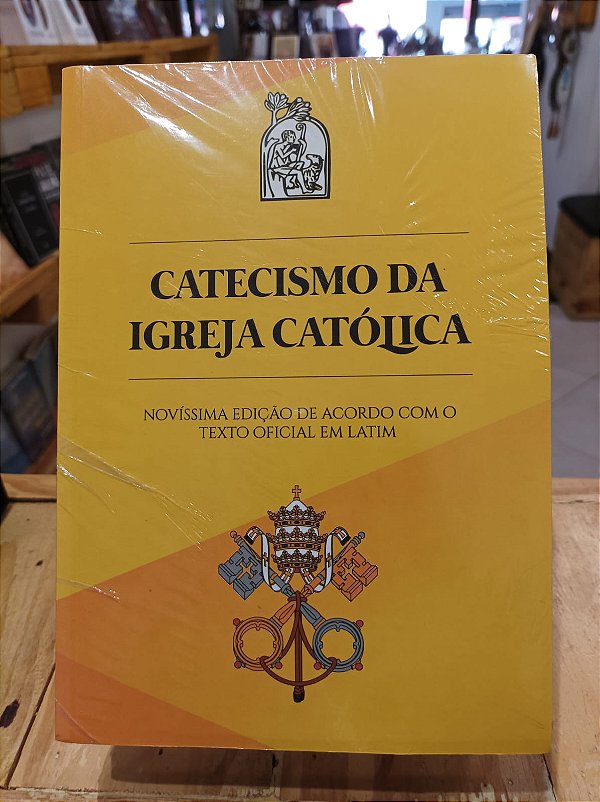 CATECISMO DA
IGREJA CATÓLICA
NOVÍSSIMA EDIÇÃO DE ACORDO COM O
TEXTO OFICIAL EM LATIM